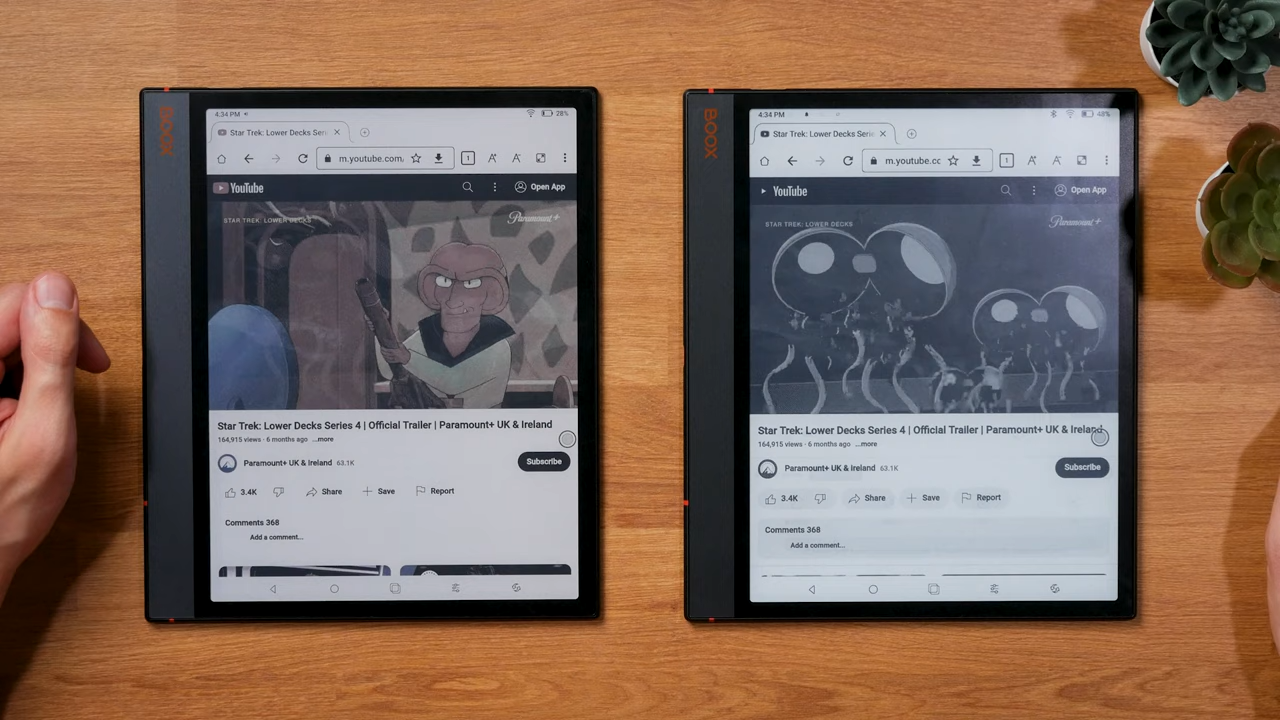 BOOX
4:34 PM
28%
Star Trek: Lower Decks Seri
m.youtube.com/
1
A+
A-
YouTube
Open App
STAR TREK: LOWER DECKS
Paramount+
Star Trek: Lower Decks Series 4 | Official Trailer | Paramount+ UK & Ireland
164,915 views · 6 months ago ...more
Paramount+ UK & Ireland 63.1K
Subscribe
3.4K
Share
Save
Report
Comments 368
Add a comment...
BOOX
4:34 PM
48%
Star Trek: Lower Decks Serie
m.youtube.cc
1
A+
A-
YouTube
Open App
STAR TREK: LOWER DECKS
Paramount+
Star Trek: Lower Decks Series 4 | Official Trailer | Paramount+ UK & Ireland
164,915 views · 6 months ago ...more
Paramount+ UK & Ireland 63.1K
Subscribe
3.4K
Share
Save
Report
Comments 368
Add a comment...